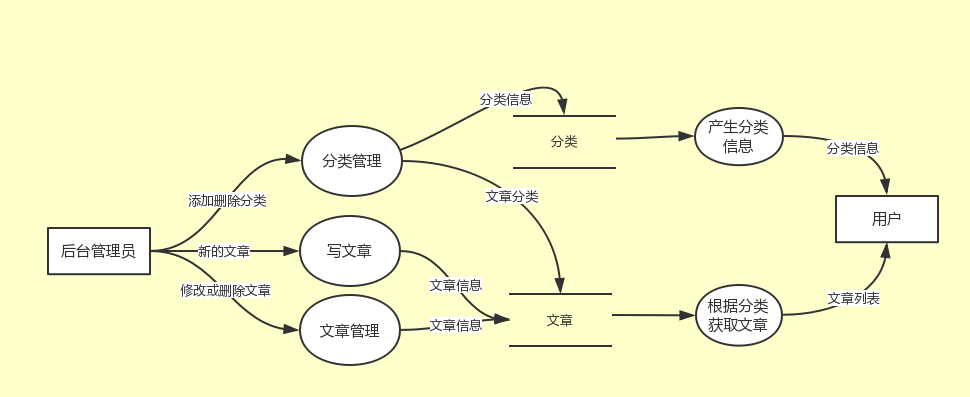 分类信息
产生分类
信息
分类
分类信息
分类管理
文章分类
添加删除分类
用户
后台管理员
新的文章
写文章
修改或删除文章
文章信息
文章列表
根据分类
获取文章
文章
文章信息
文章管理